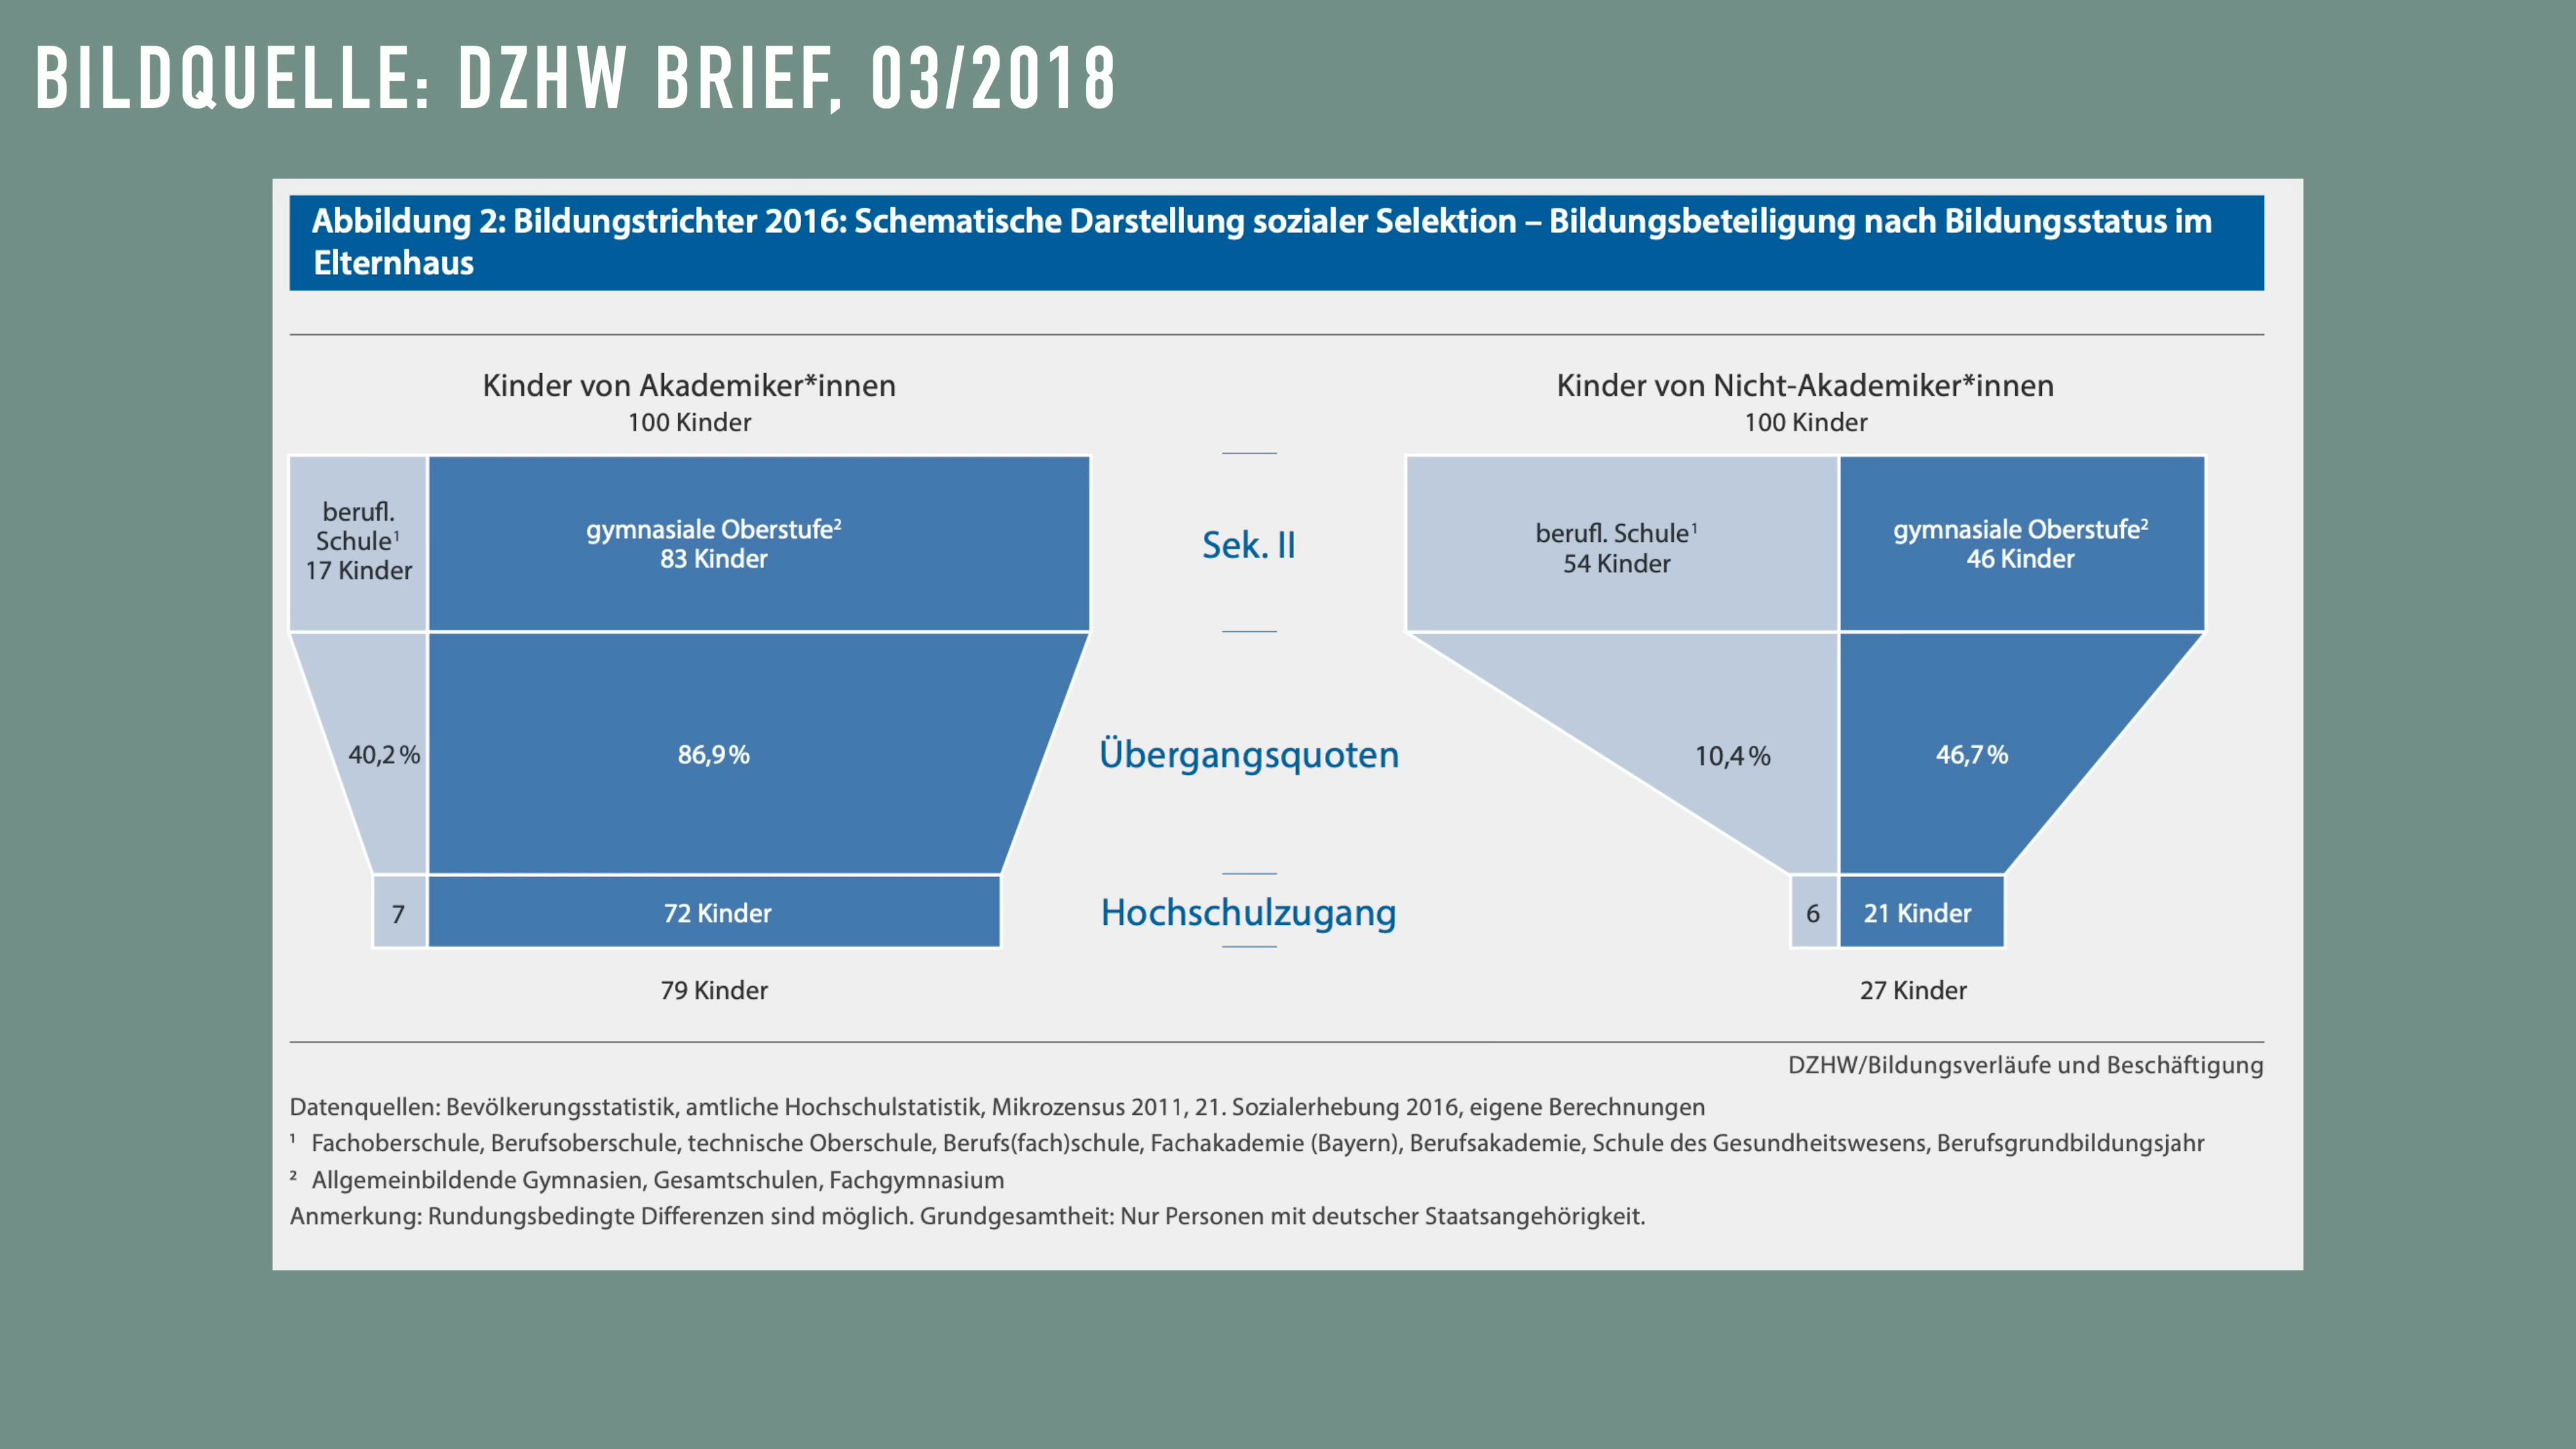 BILDQUELLE: DZHW BRIEF, 03/2018
Abbildung 2: Bildungstrichter 2016: Schematische Darstellung sozialer Selektion – Bildungsbeteiligung nach Bildungsstatus im
Elternhaus
Kinder von Akademiker*innen
100 Kinder
berufl.
Schule¹
17 Kinder
gymnasiale Oberstufe²
83 Kinder
40,2 %
86,9 %
7
72 Kinder
79 Kinder
Sek. II
Übergangsquoten
Hochschulzugang
Kinder von Nicht-Akademiker*innen
100 Kinder
berufl. Schule¹
54 Kinder
gymnasiale Oberstufe²
46 Kinder
10,4 %
46,7 %
6
21 Kinder
27 Kinder
DZHW/Bildungsverläufe und Beschäftigung
Datenquellen: Bevölkerungsstatistik, amtliche Hochschulstatistik, Mikrozensus 2011, 21. Sozialerhebung 2016, eigene Berechnungen
¹ Fachoberschule, Berufsoberschule, technische Oberschule, Berufs(fach)schule, Fachakademie (Bayern), Berufsakademie, Schule des Gesundheitswesens, Berufsgrundbildungsjahr
² Allgemeinbildende Gymnasien, Gesamtschulen, Fachgymnasium
Anmerkung: Rundungsbedingte Differenzen sind möglich. Grundgesamtheit: Nur Personen mit deutscher Staatsangehörigkeit.